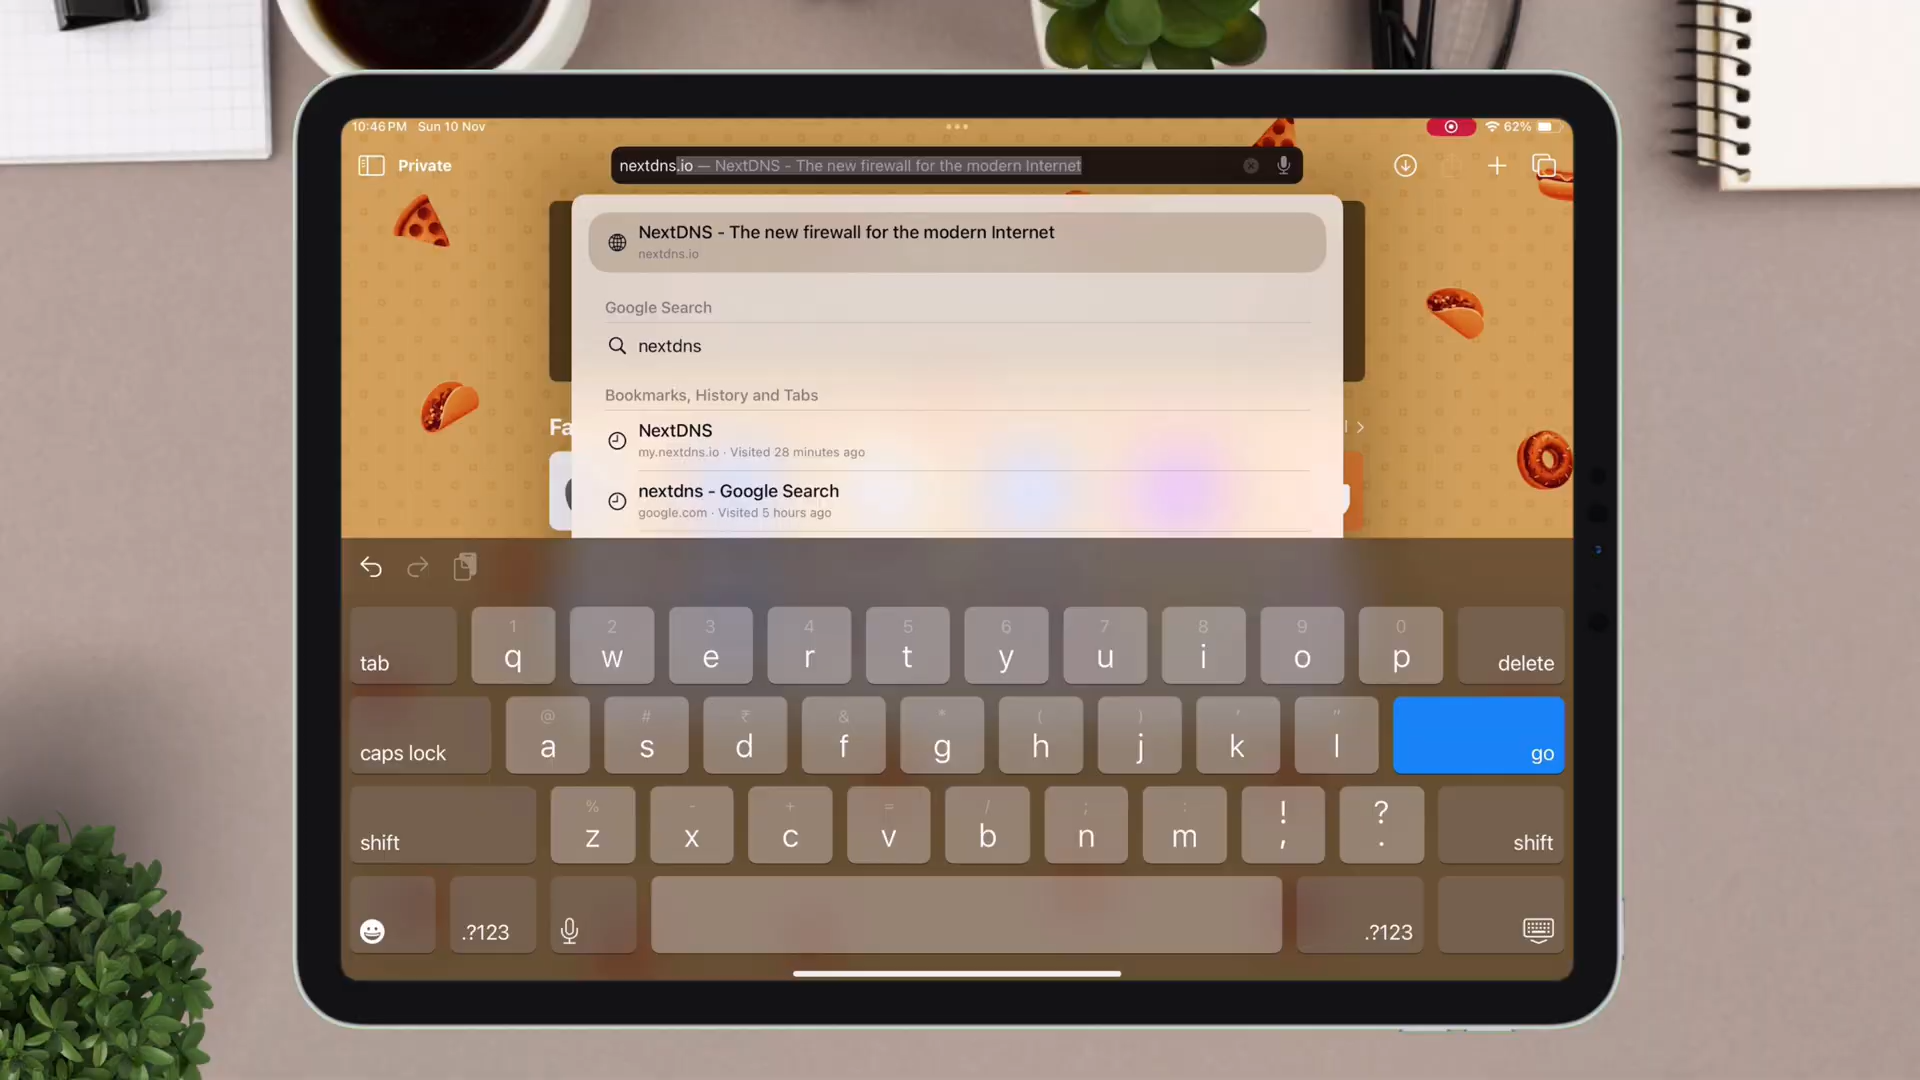 10:46 PM Sun 10 Nov
62%
Private
nextdns.io — NextDNS - The new firewall for the modern Internet
NextDNS - The new firewall for the modern Internet
nextdns.io
Google Search
nextdns
Bookmarks, History and Tabs
Fa
NextDNS
my.nextdns.io · Visited 28 minutes ago
nextdns - Google Search
google.com · Visited 5 hours ago
1 2 3 4 5 6 7 8 9 0
tab q w e r t y u i o p delete
@ # ₹ & * ( ) ' "
caps lock a s d f g h j k l go
% - + = / ; : ! ?
shift z x c v b n m , . shift
.?123 .?123